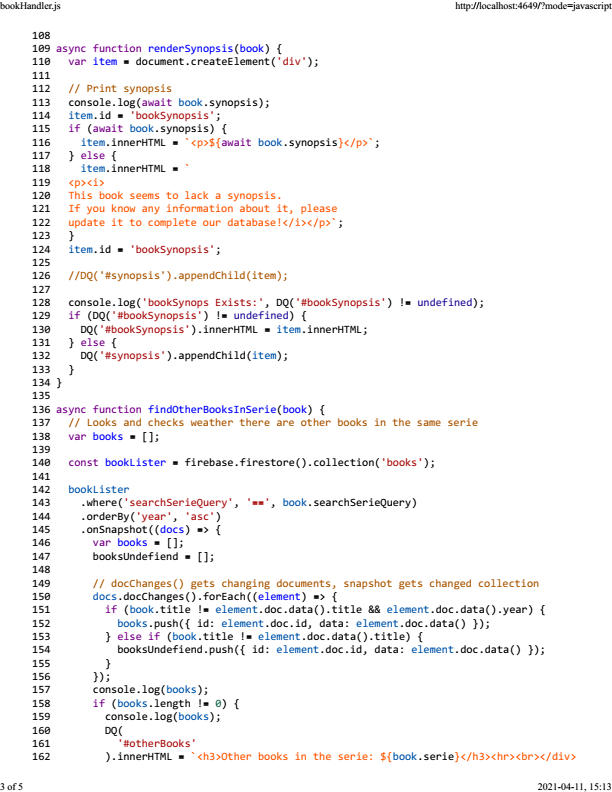 bookHandler.js http://localhost:4649/?mode=javascript
108
109 async function renderSynopsis(book) {
110   var item = document.createElement('div');
111
112   // Print synopsis
113   console.log(await book.synopsis);
114   item.id = 'bookSynopsis';
115   if (await book.synopsis) {
116     item.innerHTML = `<p>${await book.synopsis}</p>`;
117   } else {
118     item.innerHTML = `
119   <p><i>
120   This book seems to lack a synopsis.
121   If you know any information about it, please
122   update it to complete our database!</i></p>`;
123   }
124   item.id = 'bookSynopsis';
125
126   //DQ('#synopsis').appendChild(item);
127
128   console.log('bookSynops Exists:', DQ('#bookSynopsis') != undefined);
129   if (DQ('#bookSynopsis') != undefined) {
130     DQ('#bookSynopsis').innerHTML = item.innerHTML;
131   } else {
132     DQ('#synopsis').appendChild(item);
133   }
134 }
135
136 async function findOtherBooksInSerie(book) {
137   // Looks and checks weather there are other books in the same serie
138   var books = [];
139
140   const bookLister = firebase.firestore().collection('books');
141
142   bookLister
143     .where('searchSerieQuery', '==', book.searchSerieQuery)
144     .orderBy('year', 'asc')
145     .onSnapshot((docs) => {
146       var books = [];
147       booksUndefiend = [];
148
149       // docChanges() gets changing documents, snapshot gets changed collection
150       docs.docChanges().forEach((element) => {
151         if (book.title != element.doc.data().title && element.doc.data().year) {
152           books.push({ id: element.doc.id, data: element.doc.data() });
153         } else if (book.title != element.doc.data().title) {
154           booksUndefiend.push({ id: element.doc.id, data: element.doc.data() });
155         }
156       });
157       console.log(books);
158       if (books.length != 0) {
159         console.log(books);
160         DQ(
161           '#otherBooks'
162         ).innerHTML = `<h3>Other books in the serie: ${book.serie}</h3><hr><br></div>
3 of 5 2021-04-11, 15:13